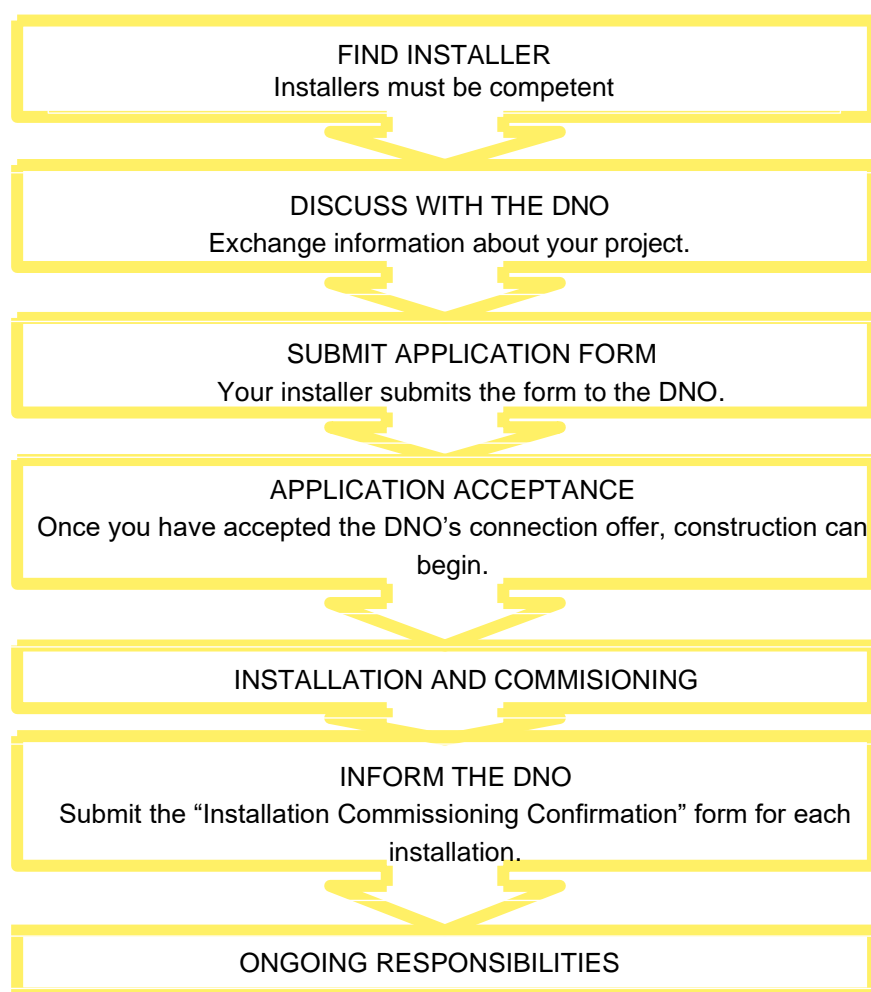 FIND INSTALLER
Installers must be competent
DISCUSS WITH THE DNO
Exchange information about your project.
SUBMIT APPLICATION FORM
Your installer submits the form to the DNO.
APPLICATION ACCEPTANCE
Once you have accepted the DNO’s connection offer, construction can
begin.
INSTALLATION AND COMMISIONING
INFORM THE DNO
Submit the “Installation Commissioning Confirmation” form for each
installation.
ONGOING RESPONSIBILITIES